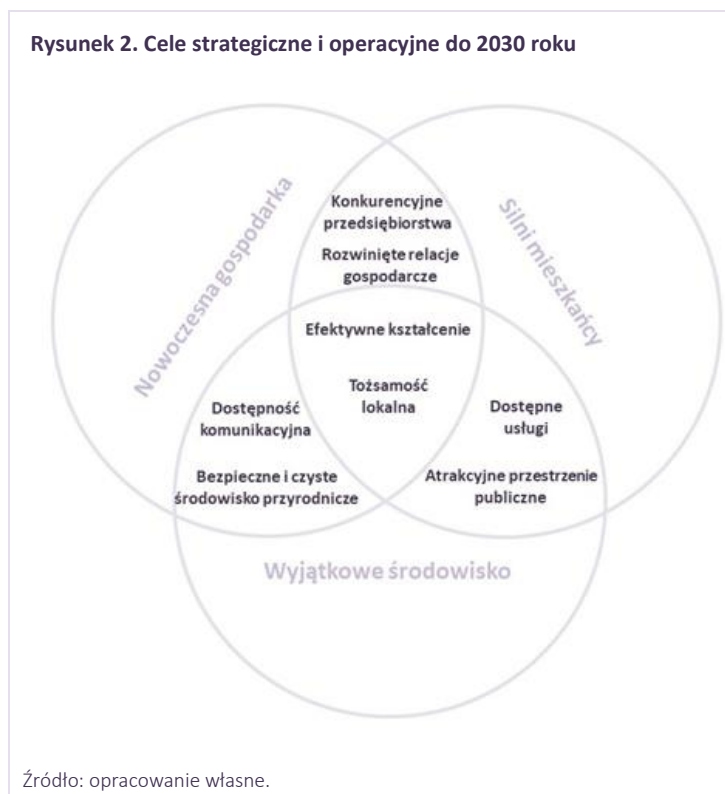 Rysunek 2. Cele strategiczne i operacyjne do 2030 roku
Nowoczesna gospodarka
Silni mieszkańcy
Konkurencyjne
przedsiębiorstwa
Rozwinięte relacje
gospodarcze
Efektywne kształcenie
Tożsamość
lokalna
Dostępność
komunikacyjna
Dostępne
usługi
Bezpieczne i czyste
środowisko przyrodnicze
Atrakcyjne przestrzenie
publiczne
Wyjątkowe środowisko
Źródło: opracowanie własne.